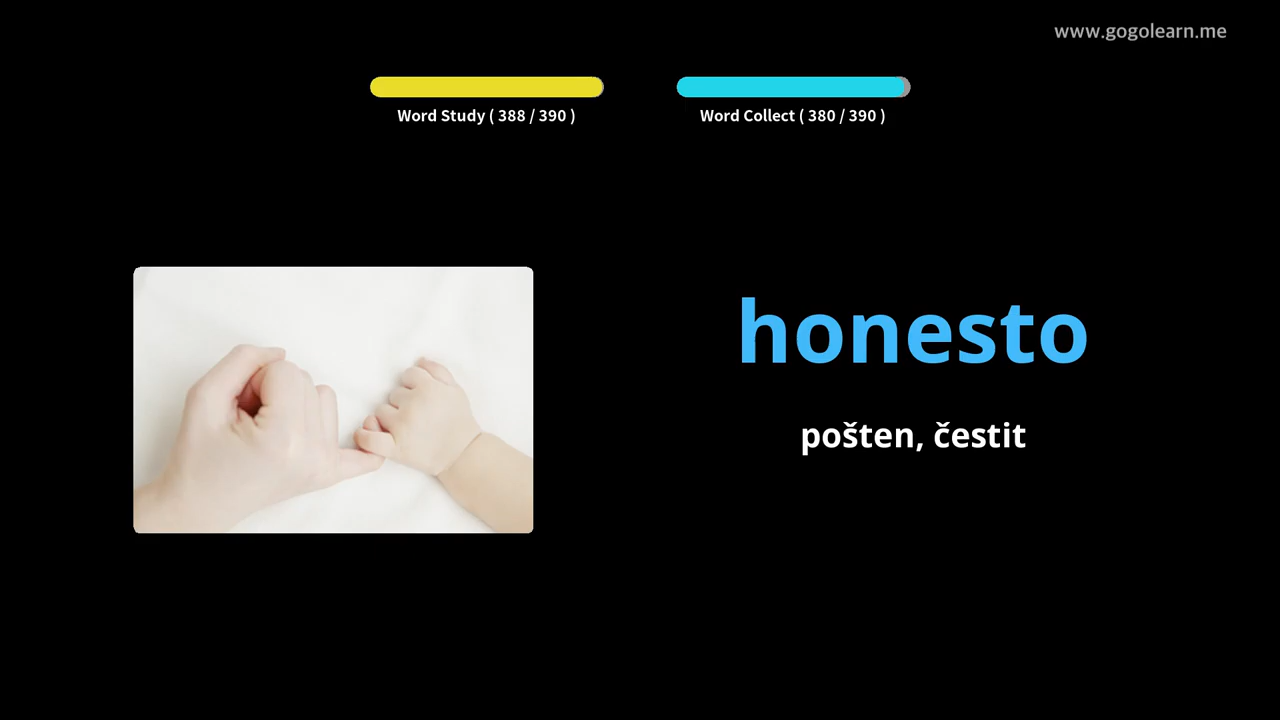 www.gogolearn.me
Word Study ( 388 / 390 )
Word Collect ( 380 / 390 )
honesto
pošten, čestit